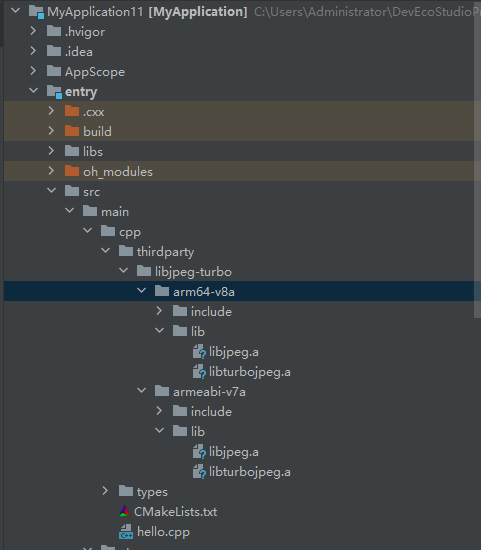 MyApplication11 [MyApplication] C:\Users\Administrator\DevEcoStudioPr
.hvigor
.idea
AppScope
entry
.cxx
build
libs
oh_modules
src
main
cpp
thirdparty
libjpeg-turbo
arm64-v8a
include
lib
libjpeg.a
libturbojpeg.a
armeabi-v7a
include
lib
libjpeg.a
libturbojpeg.a
types
CMakeLists.txt
hello.cpp